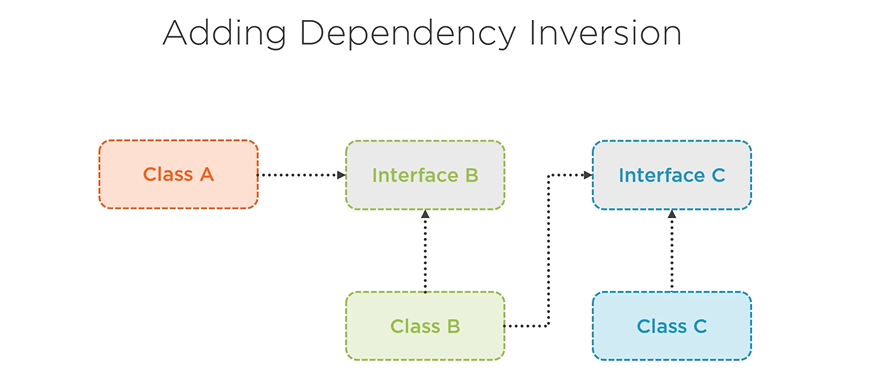 Adding Dependency Inversion
Class A
Interface B
Interface C
Class B
Class C